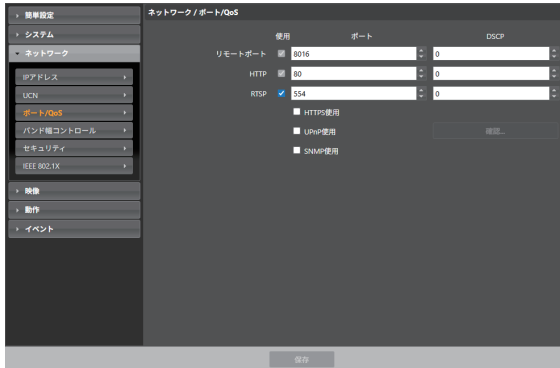 簡単設定
システム
ネットワーク
IPアドレス
UCN
ポート/QoS
バンド幅コントロール
セキュリティ
IEEE 802.1X
映像
動作
イベント
ネットワーク / ポート/QoS
使用 ポート DSCP
リモートポート 8016 0
HTTP 80 0
RTSP 554 0
HTTPS使用
UPnP使用 確認...
SNMP使用
保存